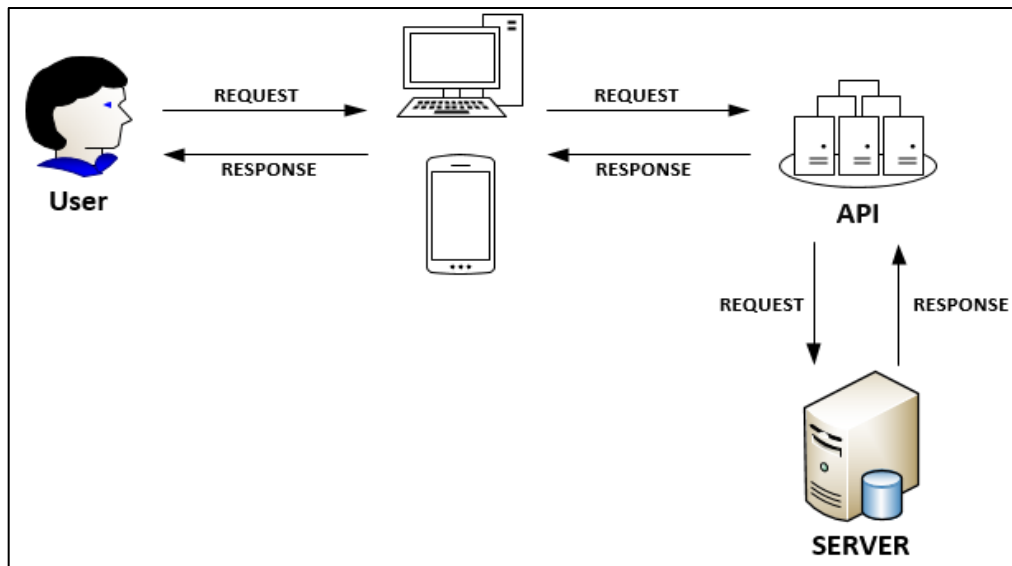 REQUEST
REQUEST
RESPONSE
RESPONSE
User
API
REQUEST
RESPONSE
SERVER